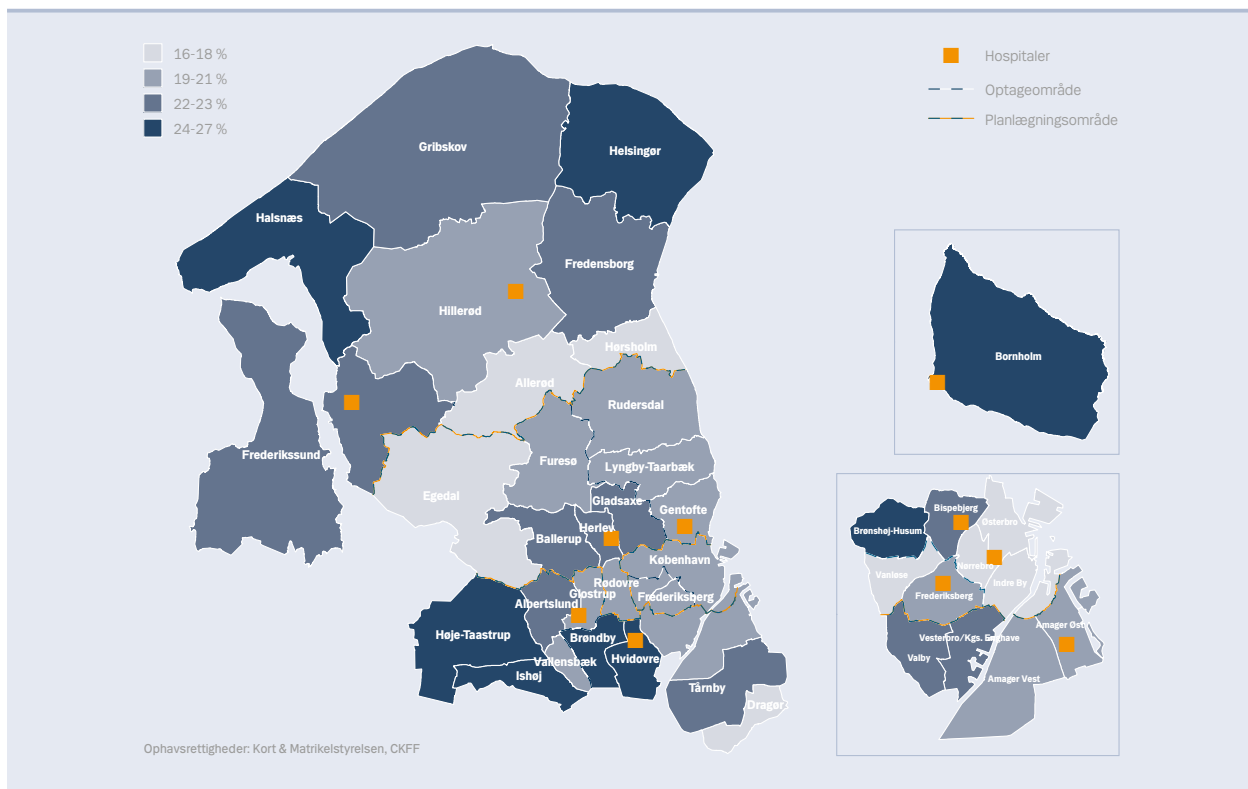 16-18 %
19-21 %
22-23 %
24-27 %
Hospitaler
Optageområde
Planlægningsområde
Gribskov
Helsingør
Halsnæs
Fredensborg
Hillerød
Hørsholm
Allerød
Rudersdal
Frederikssund
Furesø
Lyngby-Taarbæk
Egedal
Gladsaxe
Gentofte
Herlev
Ballerup
København
Rødovre
Glostrup
Frederiksberg
Albertslund
Høje-Taastrup
Brøndby
Vallensbæk
Hvidovre
Ishøj
Tårnby
Dragør
Bornholm
Bispebjerg
Østerbro
Brønshøj-Husum
Nørrebro
Vanløse
Indre By
Frederiksberg
Amager Øst
Vesterbro/Kgs. Enghave
Valby
Amager Vest
Ophavsrettigheder: Kort & Matrikelstyrelsen, CKFF